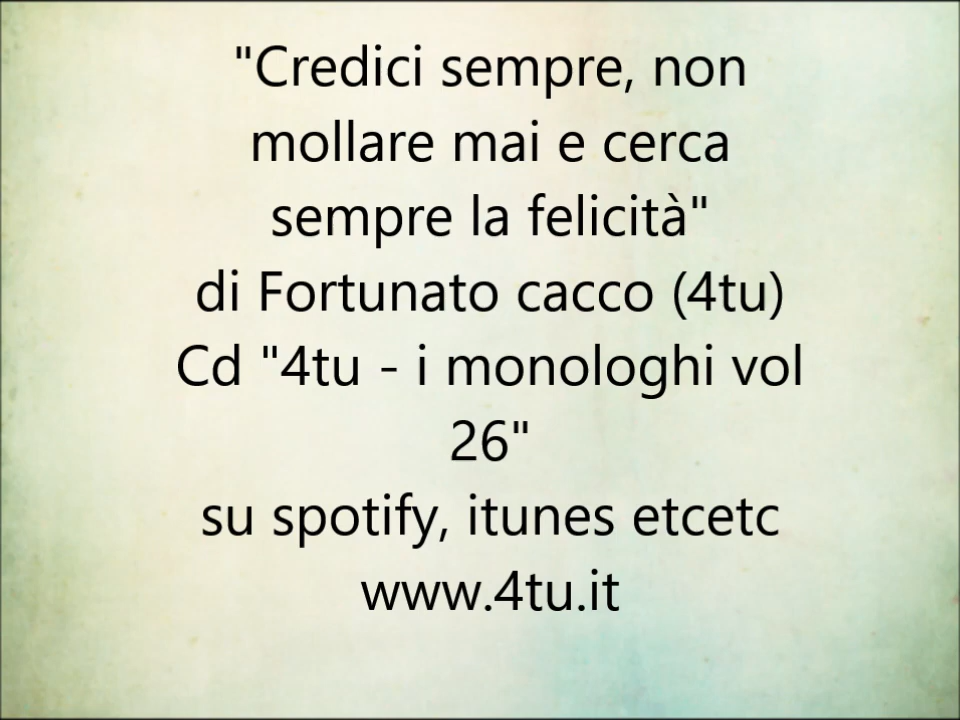 "Credici sempre, non
mollare mai e cerca
sempre la felicità"
di Fortunato cacco (4tu)
Cd "4tu - i monologhi vol
26"
su spotify, itunes etcetc
www.4tu.it